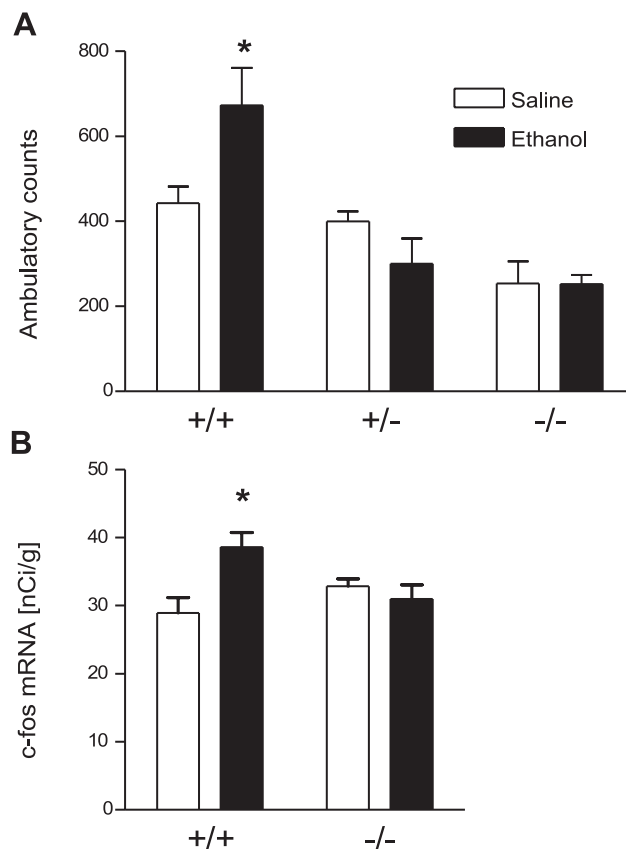 A
Ambulatory counts
800
600
400
200
0
*
Saline
Ethanol
+/+ +/- -/-
B
c-fos mRNA [nCi/g]
50
40
30
20
10
0
*
+/+ -/-